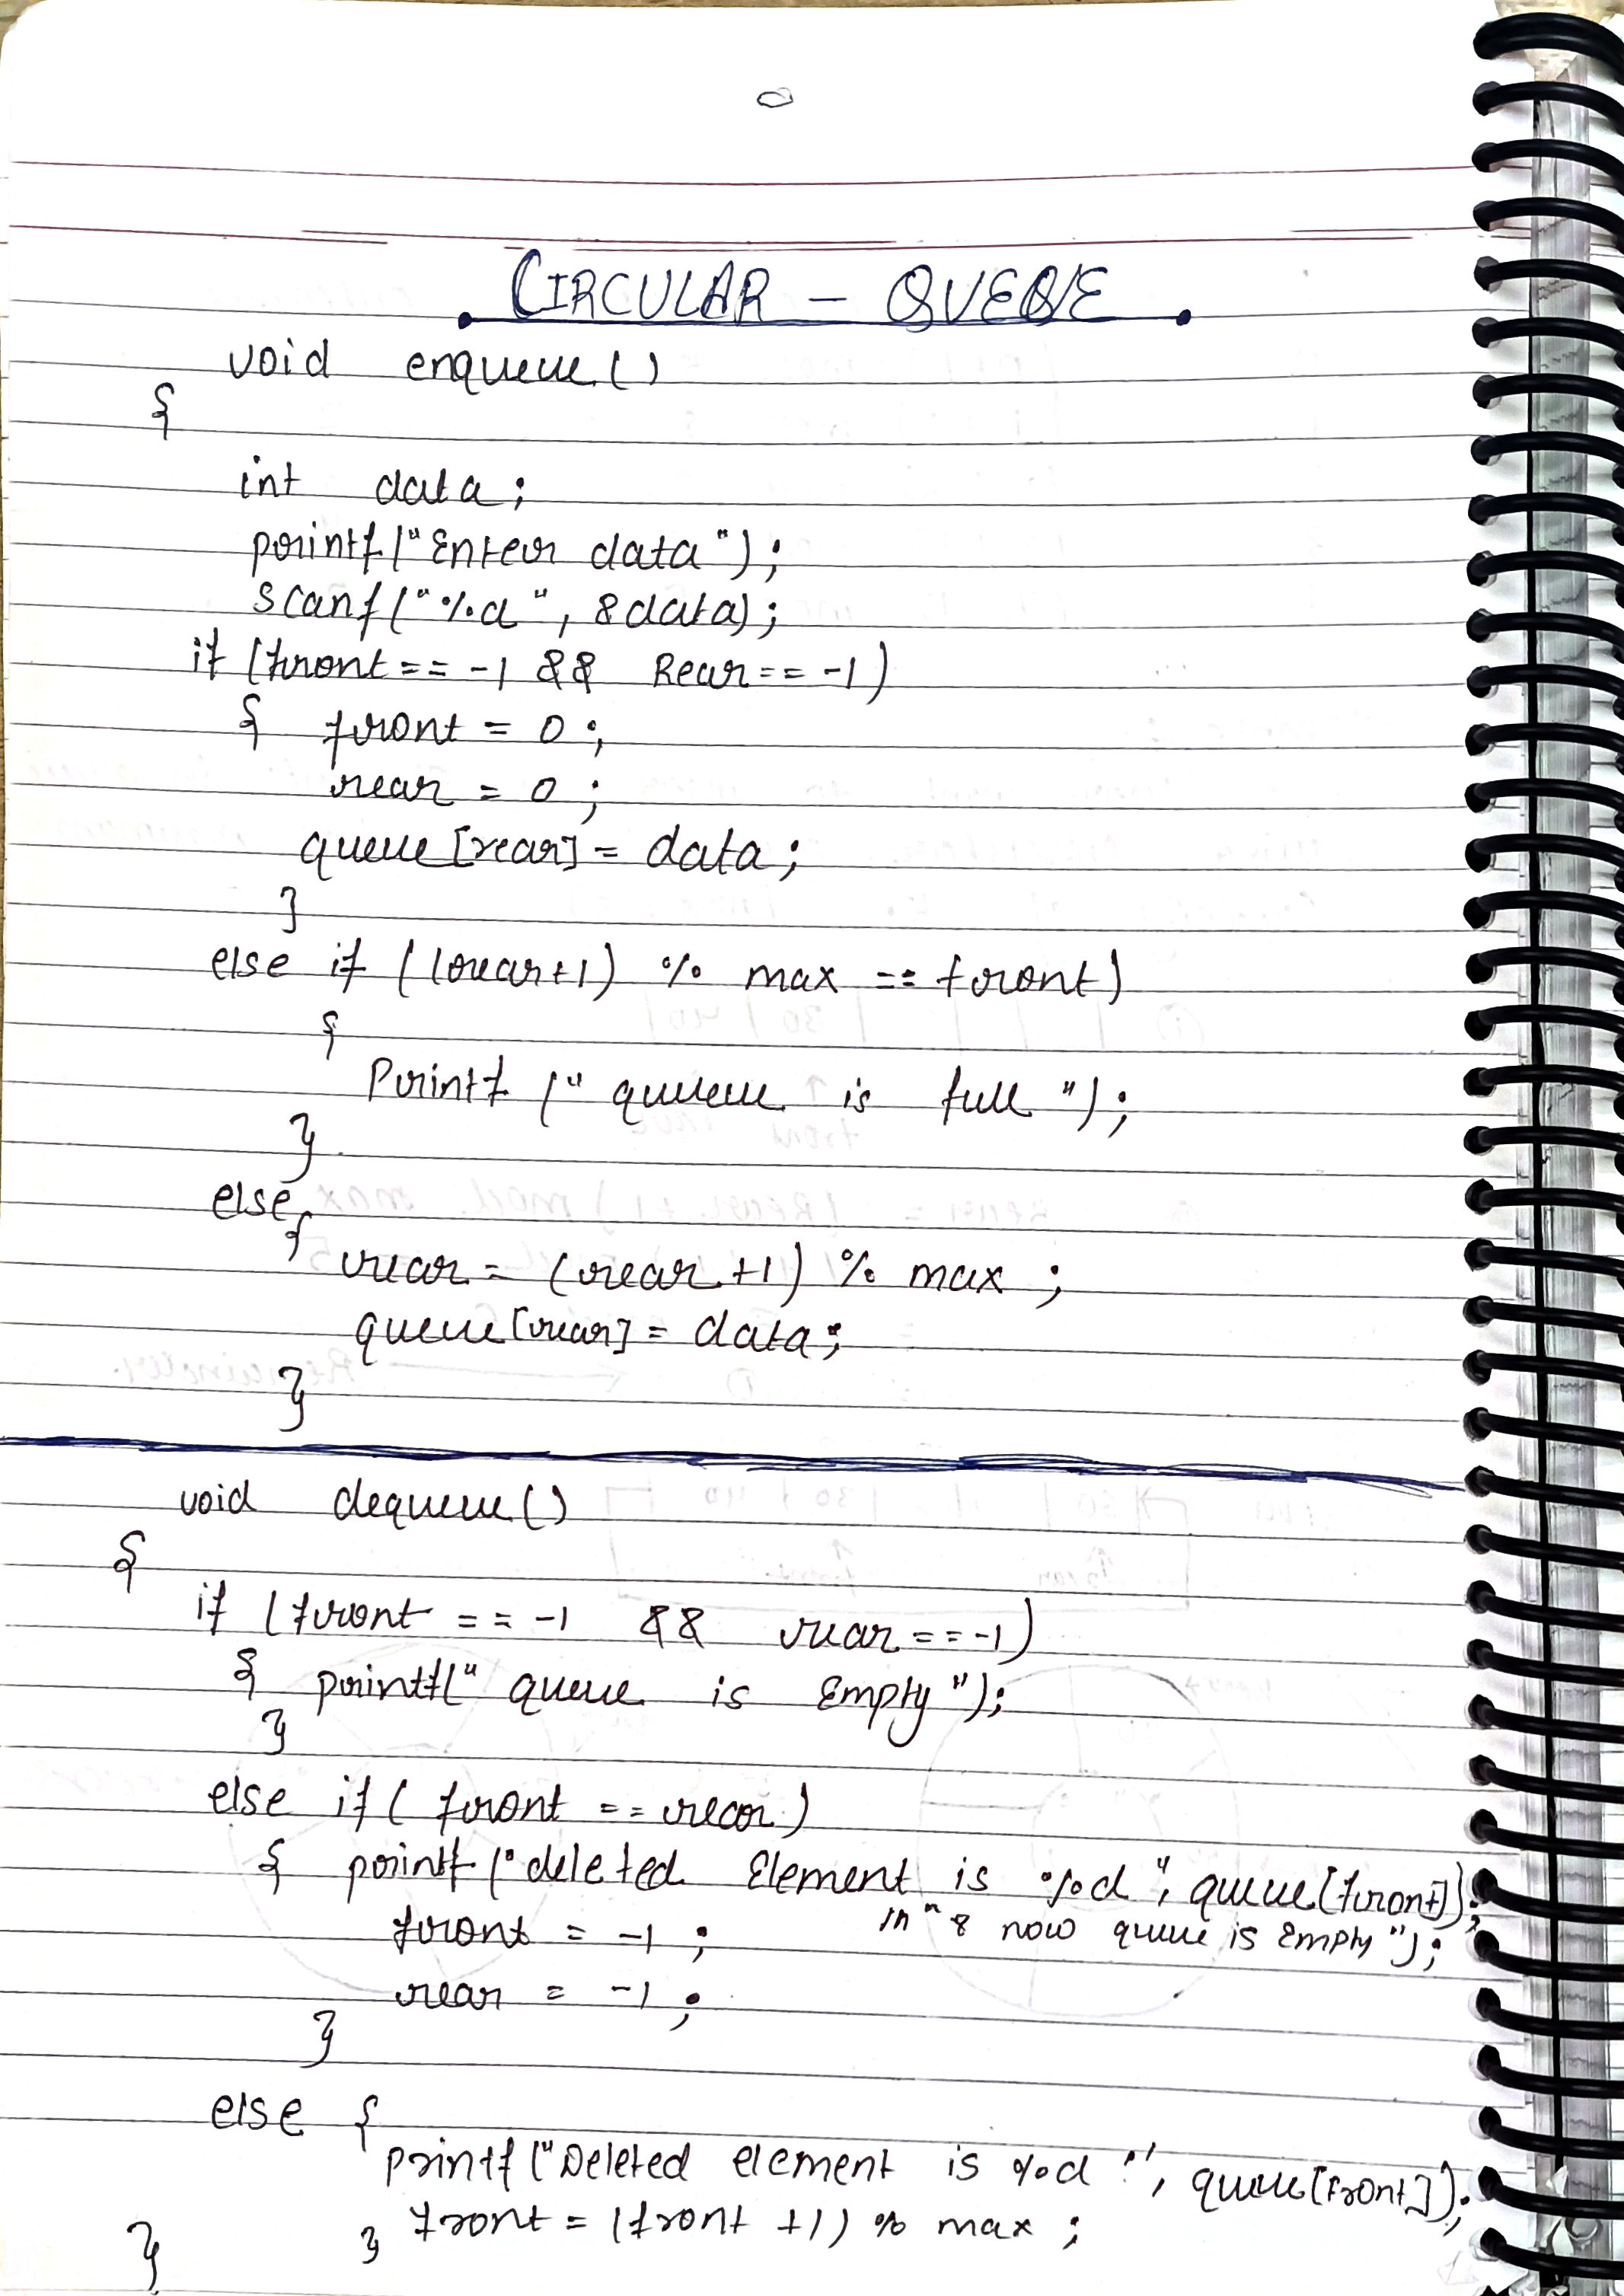 CIRCULAR - QUEUE
void enqueue()
{
int data;
printf("Enter data");
scanf("%d", &data);
if (front == -1 && Rear == -1)
{ front = 0;
rear = 0;
queue[rear] = data;
}
else if ((rear+1) % max == front)
{
Printf (" queue is full ");
}
else
{
rear = (rear +1) % max ;
queue[rear] = data;
}
void dequeue()
{
if (front == -1 && rear == -1)
{ printf(" queue is Empty ");
}
else if ( front == rear )
{ printf ("deleted Element is %d", queue[front]);
\n " & now queue is Empty ");
front = -1 ;
rear = -1 ;
}
else {
printf ("Deleted element is %d ", queue[front]);
} } front = (front +1) % max ;